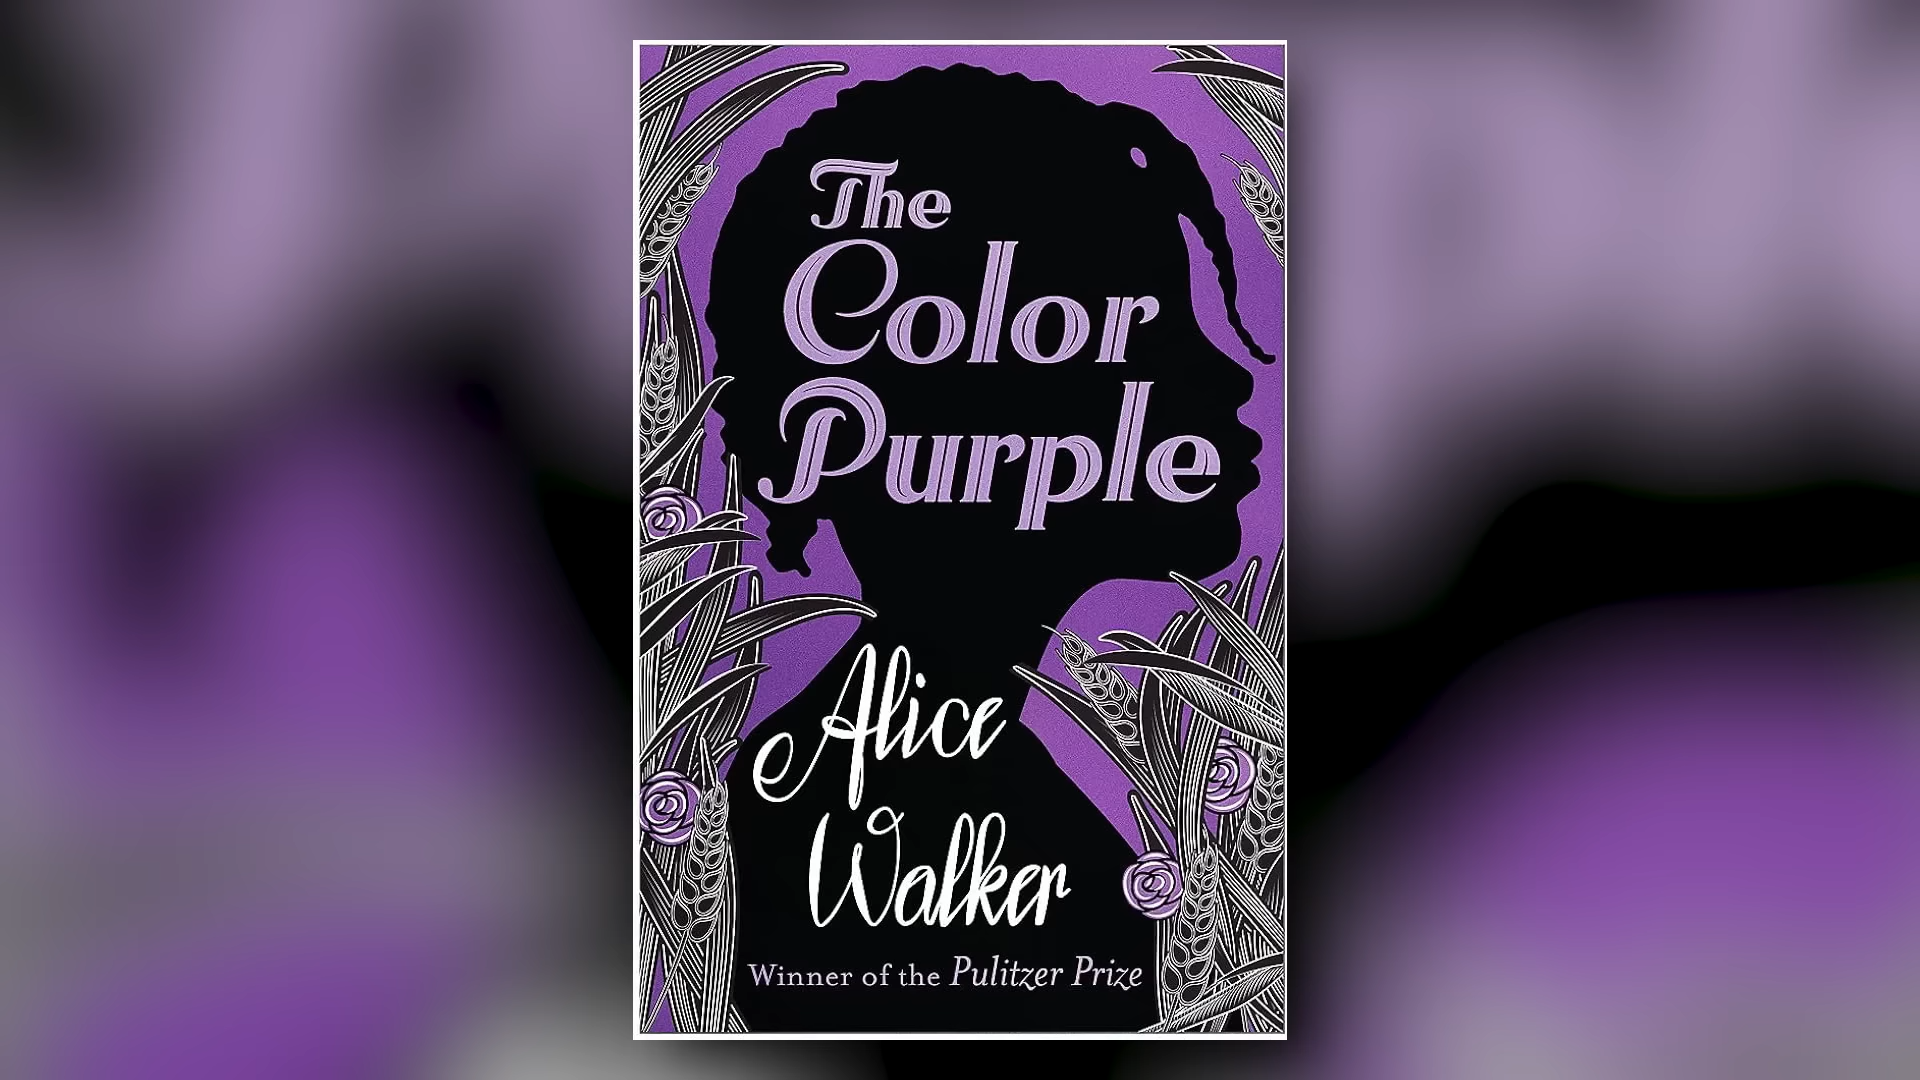 The
Color
Purple
Alice
Walker
Winner of the Pulitzer Prize